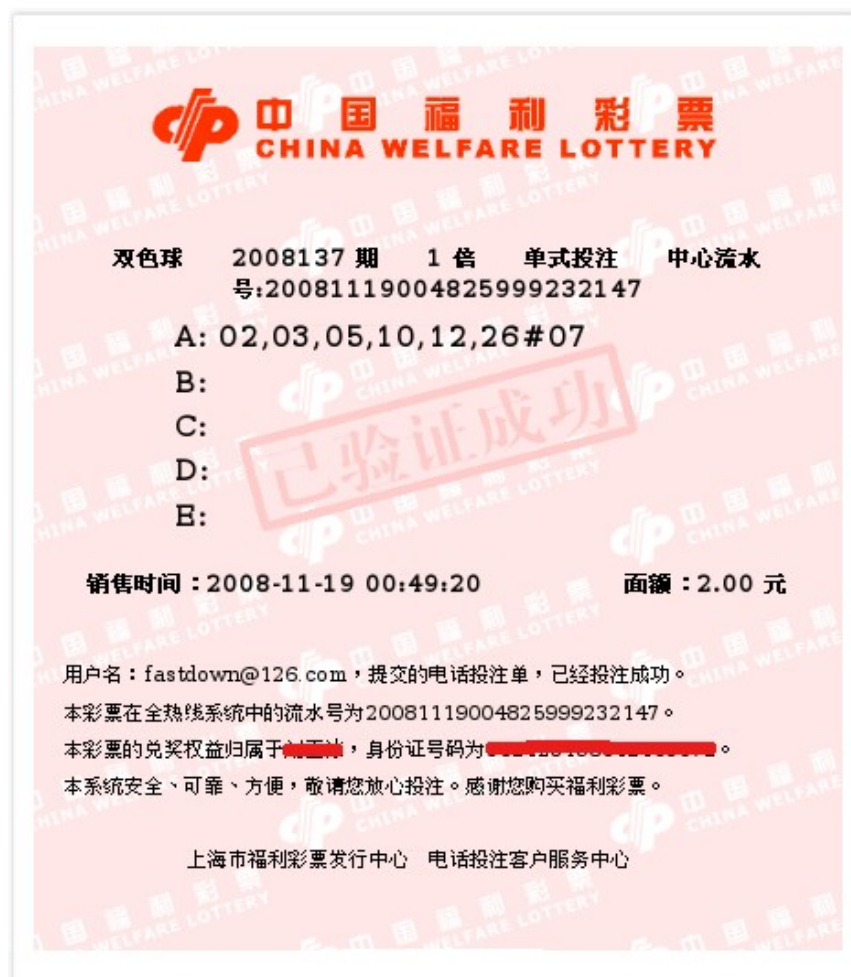 中国福利彩票
CHINA WELFARE LOTTERY
双色球 2008137 期 1 倍 单式投注 中心流水
号:20081119004825999232147
A: 02,03,05,10,12,26#07
B:
C:
D:
E:
已验证成功
销售时间：2008-11-19 00:49:20 面额：2.00 元
用户名：fastdown@126.com，提交的电话投注单，已经投注成功。
本彩票在全热线系统中的流水号为20081119004825999232147。
本彩票的兑奖权益归属于，身份证号码为。
本系统安全、可靠、方便，敬请您放心投注。感谢您购买福利彩票。
上海市福利彩票发行中心 电话投注客户服务中心